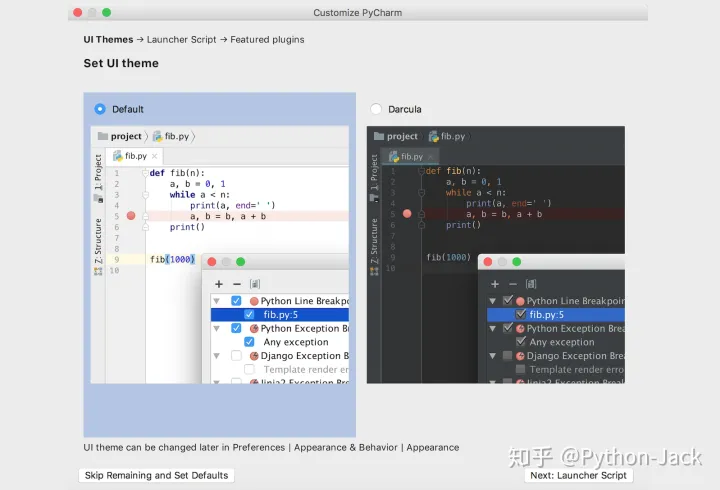 Customize PyCharm
UI Themes → Launcher Script → Featured plugins
Set UI theme
Default
project
fib.py
fib.py
1: Project
Z: Structure
1 def fib(n):
2 a, b = 0, 1
3 while a < n:
4 print(a, end=' ')
5 a, b = b, a + b
6 print()
7
8
9 fib(1000)
10
Python Line Breakpoin
fib.py:5
Python Exception Br
Any exception
Django Exception B
Template render erro
Jinja2 Exception Br
Darcula
project
fib.py
fib.py
1: Project
Z: Structure
1 def fib(n):
2 a, b = 0, 1
3 while a < n:
4 print(a, end=' ')
5 a, b = b, a + b
6 print()
7
8
9 fib(1000)
10
Python Line Breakpoin
fib.py:5
Python Exception Brea
Any exception
Django Exception Bre
Template render erro
Jinja2 Exception Brea
UI theme can be changed later in Preferences | Appearance & Behavior | Appearance
Skip Remaining and Set Defaults
Next: Launcher Script
知乎 @Python-Jack